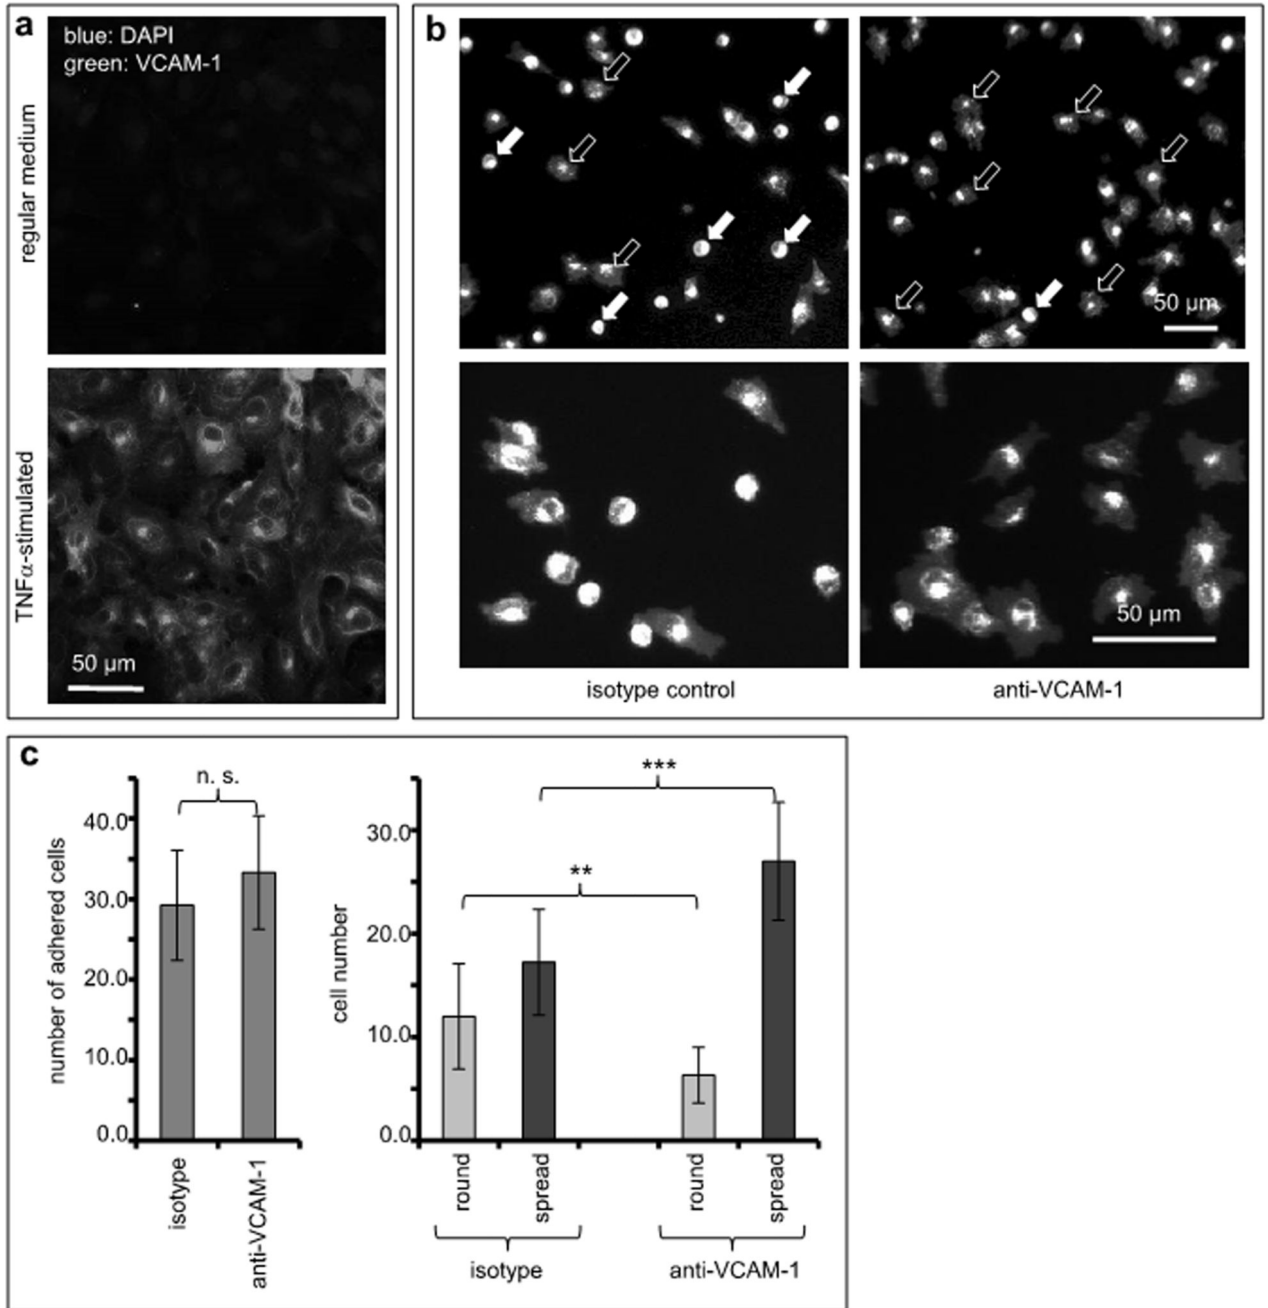 a
blue: DAPI
green: VCAM-1
regular medium
TNFα-stimulated
50 μm
b
50 μm
50 μm
isotype control
anti-VCAM-1
c
n. s.
number of adhered cells
40.0
30.0
20.0
10.0
0.0
isotype
anti-VCAM-1
***
**
cell number
30.0
20.0
10.0
0.0
round
spread
round
spread
isotype
anti-VCAM-1